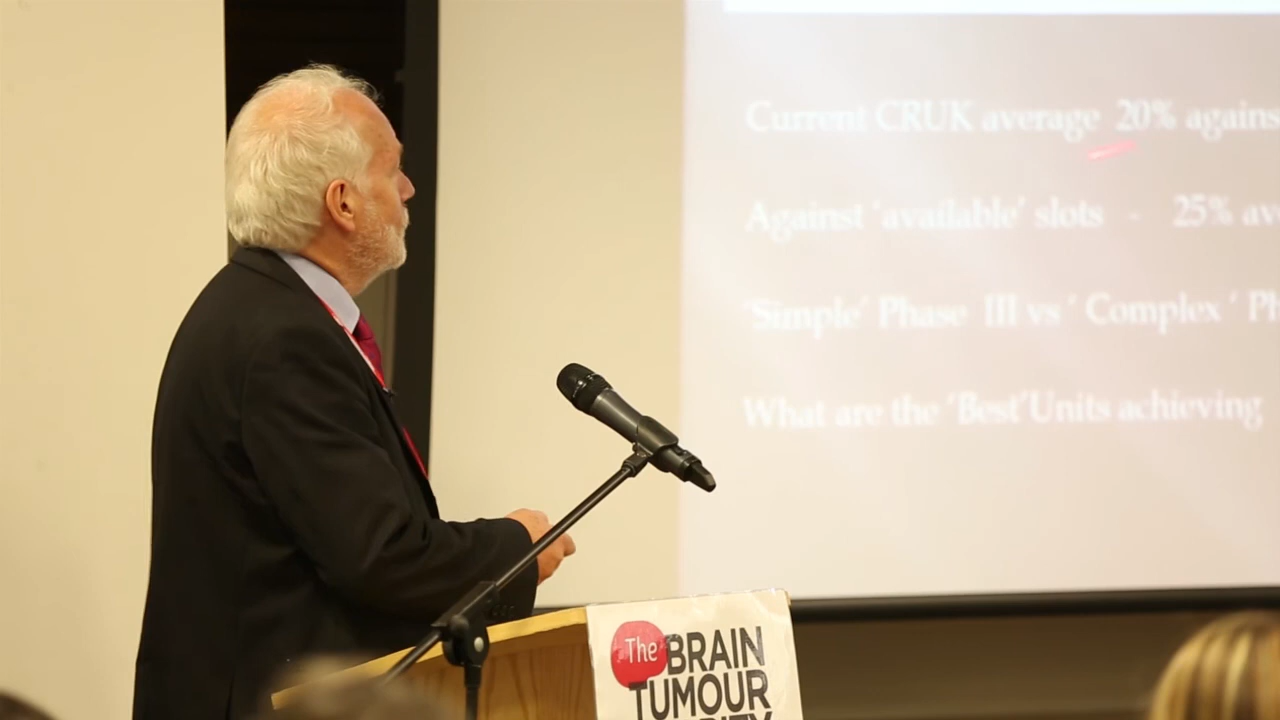 Current CRUK average 20% agains
Against 'available' slots - 25% av
'Simple' Phase III vs ' Complex ' Ph
What are the 'Best'Units achieving
The BRAIN
TUMOUR